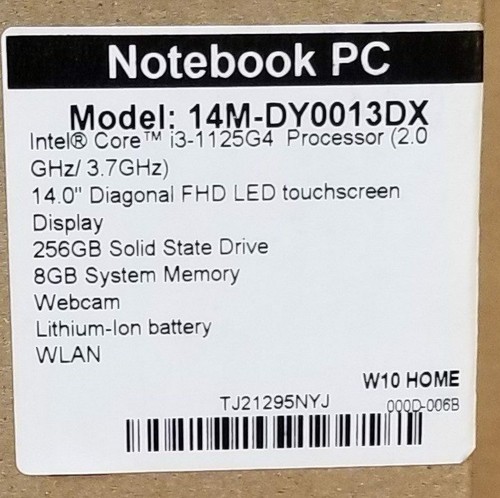 Notebook PC
Model: 14M-DY0013DX
Intel® Core™ i3-1125G4 Processor (2.0
GHz/ 3.7GHz)
14.0" Diagonal FHD LED touchscreen
Display
256GB Solid State Drive
8GB System Memory
Webcam
Lithium-Ion battery
WLAN
W10 HOME
TJ21295NYJ
000D-006B